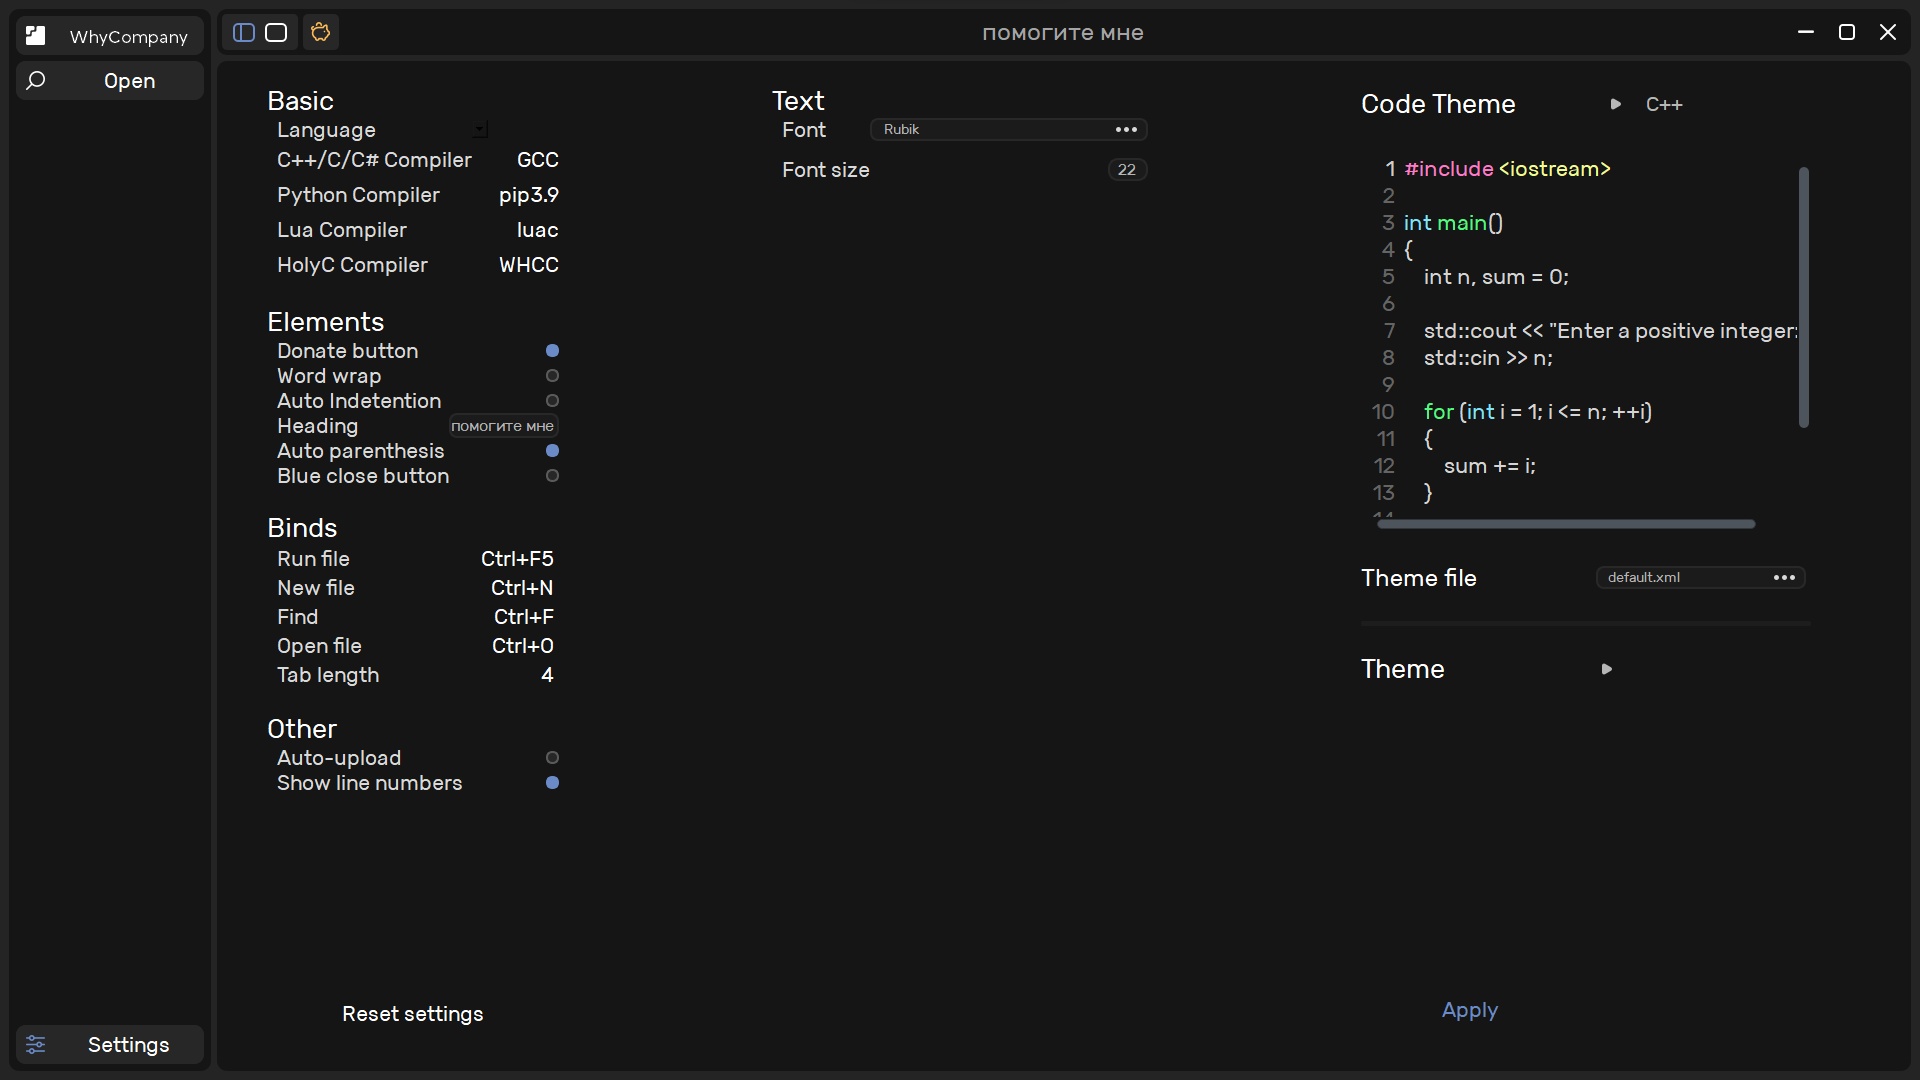 WhyCompany
Open
помогите мне
Basic
Language
C++/C/C# Compiler GCC
Python Compiler pip3.9
Lua Compiler luac
HolyC Compiler WHCC
Elements
Donate button
Word wrap
Auto Indetention
Heading помогите мне
Auto parenthesis
Blue close button
Binds
Run file Ctrl+F5
New file Ctrl+N
Find Ctrl+F
Open file Ctrl+O
Tab length 4
Other
Auto-upload
Show line numbers
Reset settings
Text
Font Rubik •••
Font size 22
Code Theme C++
1 #include <iostream>
2
3 int main()
4 {
5 int n, sum = 0;
6
7 std::cout << "Enter a positive integer:
8 std::cin >> n;
9
10 for (int i = 1; i <= n; ++i)
11 {
12 sum += i;
13 }
14
Theme file default.xml •••
Theme
Apply
Settings